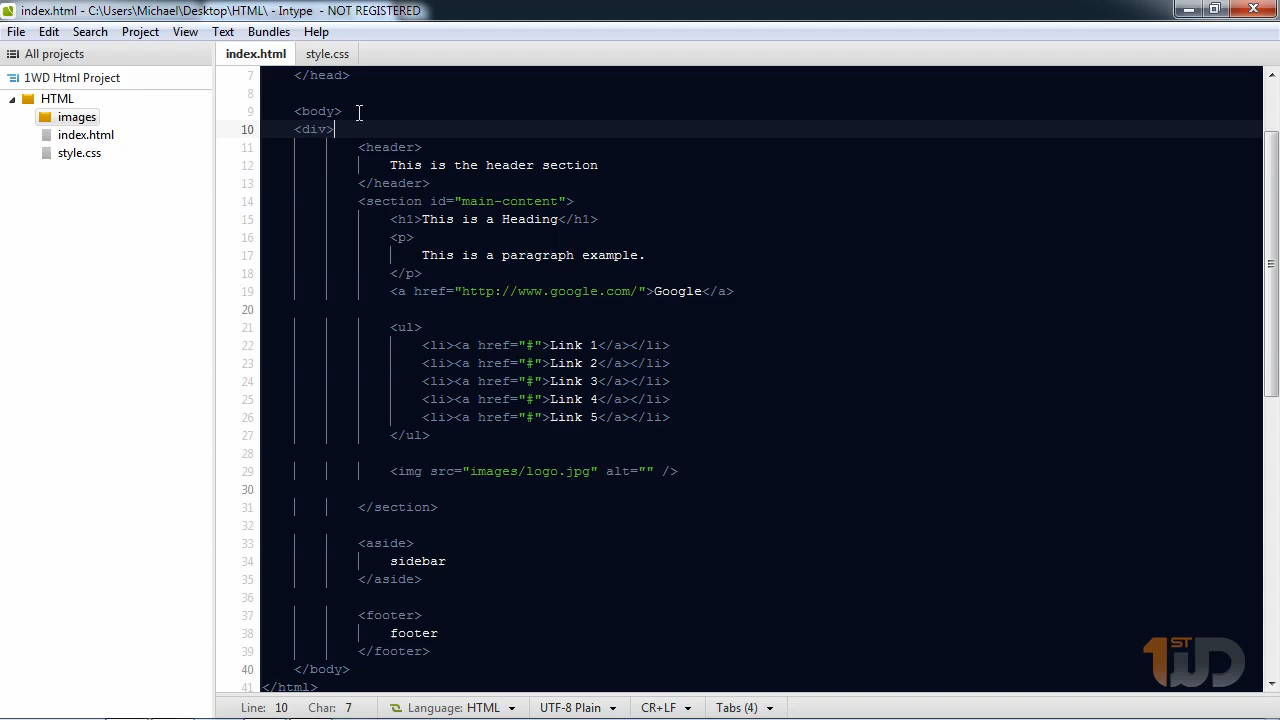 index.html - C:\Users\Michael\Desktop\HTML\ - Intype - NOT REGISTERED
File Edit Search Project View Text Bundles Help
All projects
1WD Html Project
HTML
images
index.html
style.css
index.html style.css
7 </head>
8
9 <body>
10 <div>
11 <header>
12 This is the header section
13 </header>
14 <section id="main-content">
15 <h1>This is a Heading</h1>
16 <p>
17 This is a paragraph example.
18 </p>
19 <a href="http://www.google.com/">Google</a>
20
21 <ul>
22 <li><a href="#">Link 1</a></li>
23 <li><a href="#">Link 2</a></li>
24 <li><a href="#">Link 3</a></li>
25 <li><a href="#">Link 4</a></li>
26 <li><a href="#">Link 5</a></li>
27 </ul>
28
29 <img src="images/logo.jpg" alt="" />
30
31 </section>
32
33 <aside>
34 sidebar
35 </aside>
36
37 <footer>
38 footer
39 </footer>
40 </body>
41 </html>
1ST WD
Line: 10 Char: 7 Language: HTML UTF-8 Plain CR+LF Tabs (4)